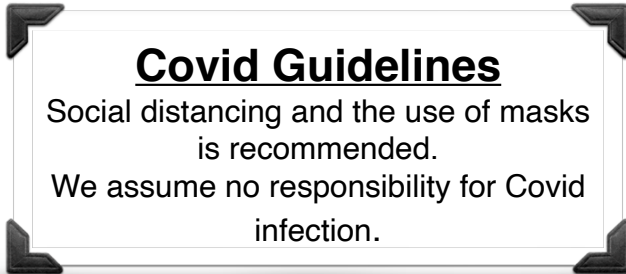 Covid Guidelines
Social distancing and the use of masks
is recommended.
We assume no responsibility for Covid
infection.